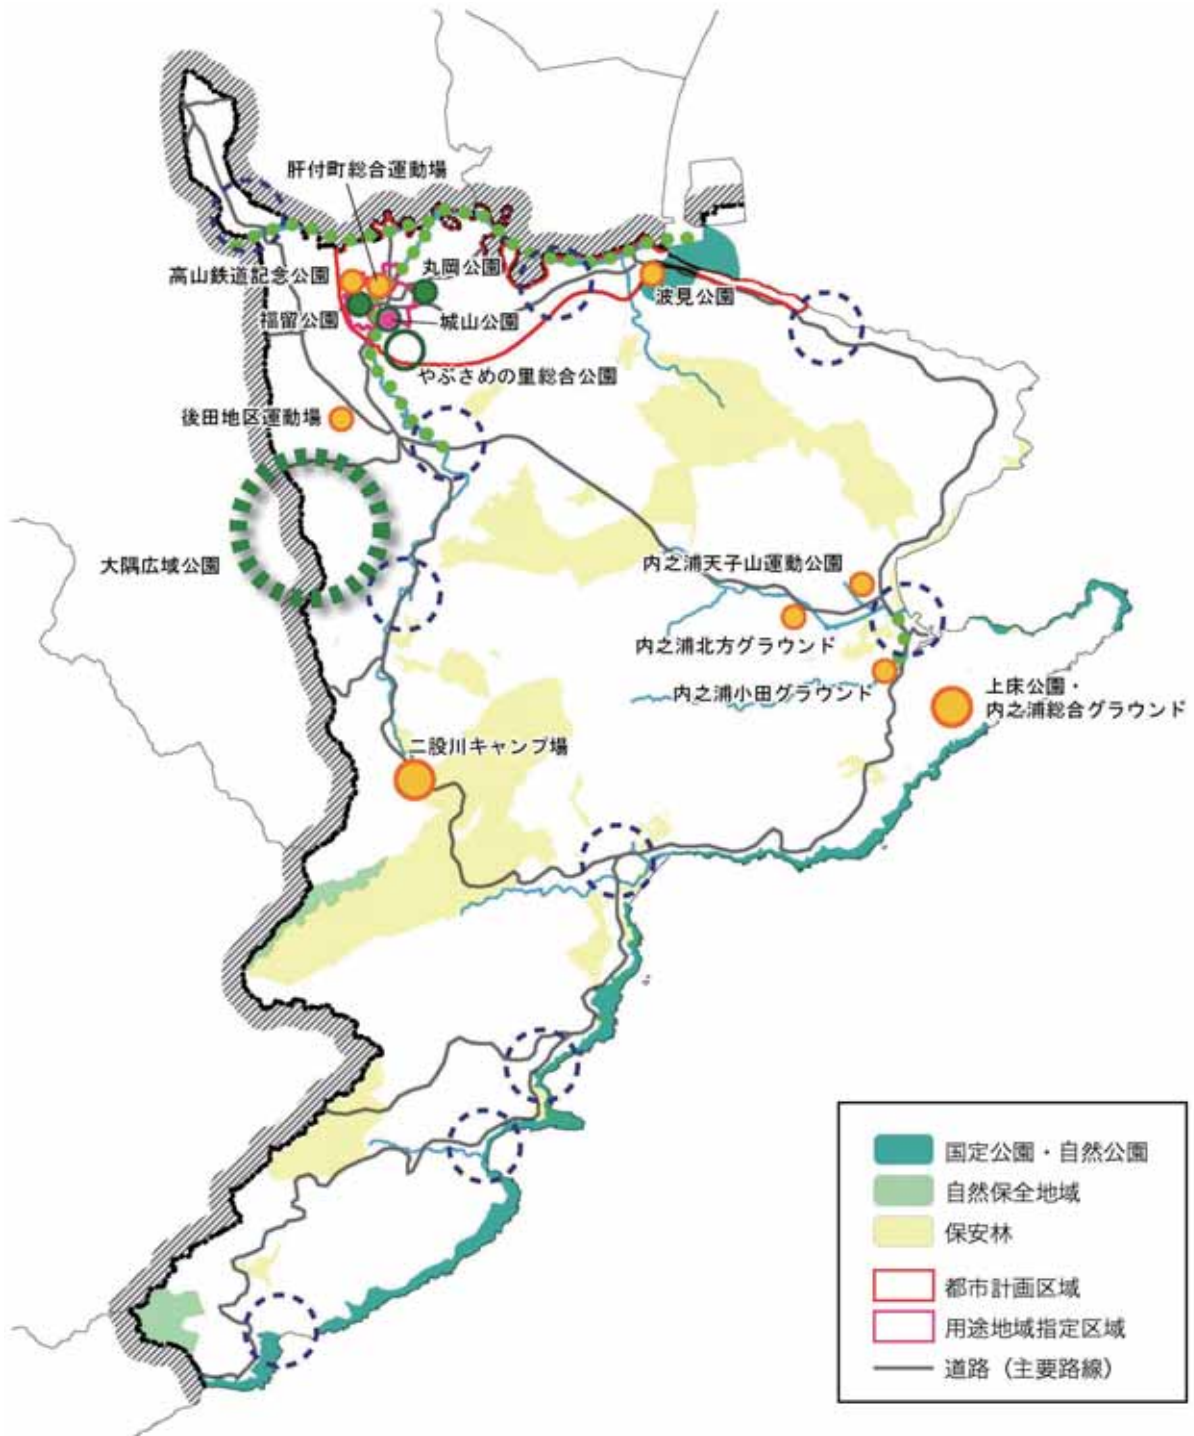 肝付町総合運動場
高山鉄道記念公園
丸岡公園
福留公園
城山公園
波見公園
やぶさめの里総合公園
後田地区運動場
大隅広域公園
内之浦天子山運動公園
内之浦北方グラウンド
内之浦小田グラウンド
上床公園・
内之浦総合グラウンド
二股川キャンプ場
国定公園・自然公園
自然保全地域
保安林
都市計画区域
用途地域指定区域
道路（主要路線）